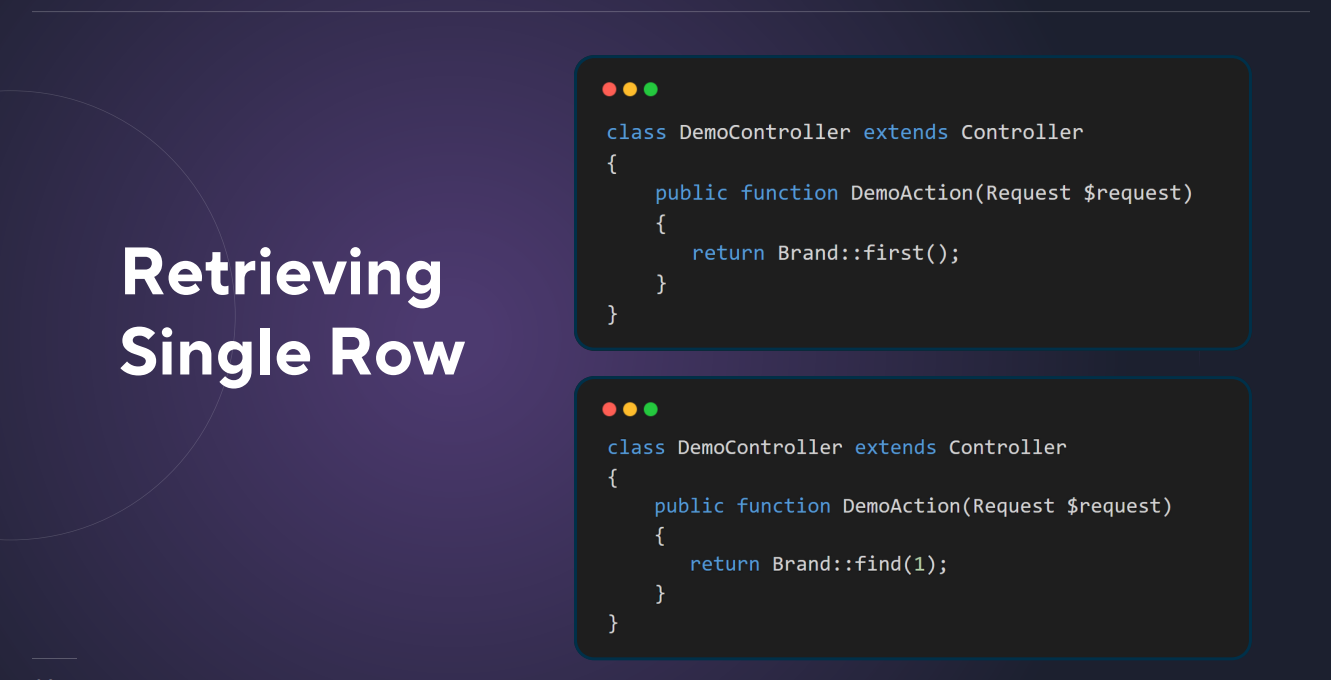 Retrieving
Single Row
class DemoController extends Controller
{
    public function DemoAction(Request $request)
    {
       return Brand::first();
    }
}
class DemoController extends Controller
{
    public function DemoAction(Request $request)
    {
       return Brand::find(1);
    }
}